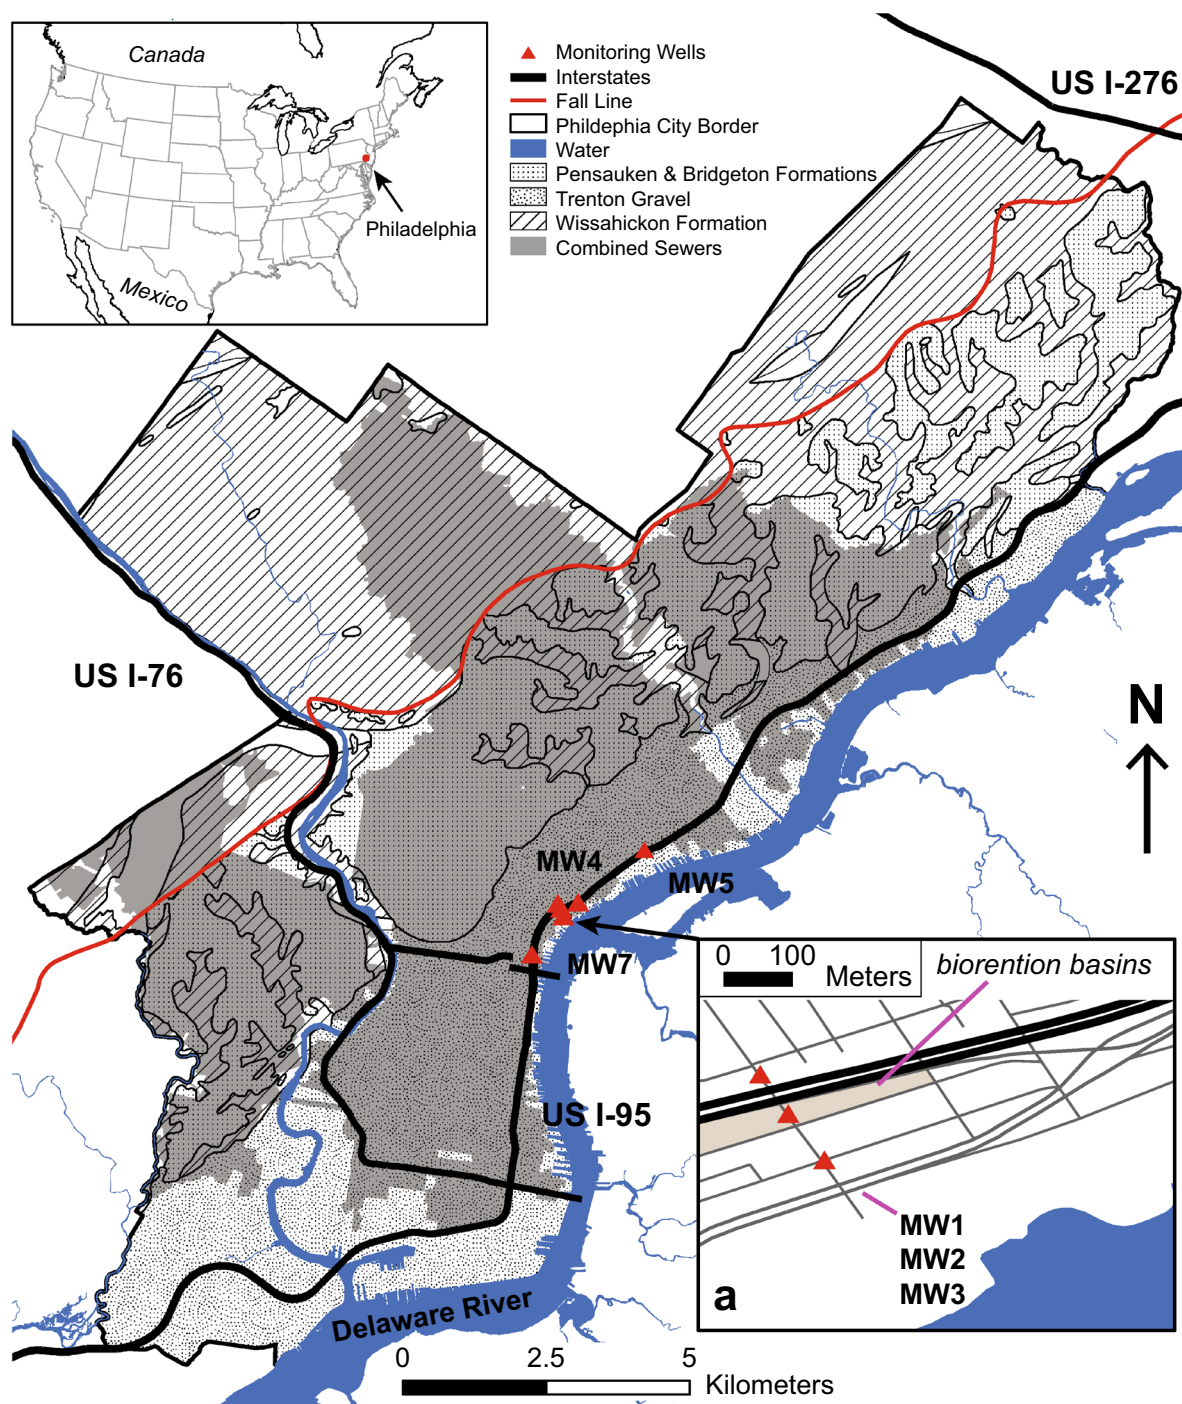 Canada
Philadelphia
Mexico
Monitoring Wells
Interstates
Fall Line
Phildephia City Border
Water
Pensauken & Bridgeton Formations
Trenton Gravel
Wissahickon Formation
Combined Sewers
US I-276
US I-76
N
MW4
MW5
MW7
US I-95
0 100
Meters
biorention basins
MW1
MW2
MW3
a
Delaware River
0 2.5 5
Kilometers